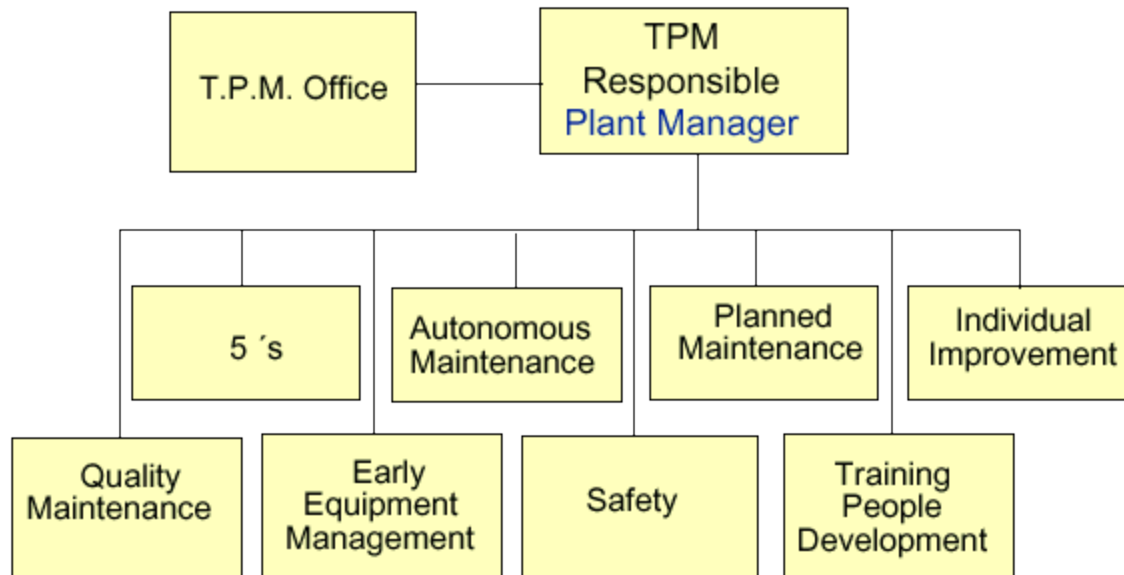 T.P.M. Office
TPM
Responsible
Plant Manager
5 ´s
Autonomous
Maintenance
Planned
Maintenance
Individual
Improvement
Quality
Maintenance
Early
Equipment
Management
Safety
Training
People
Development